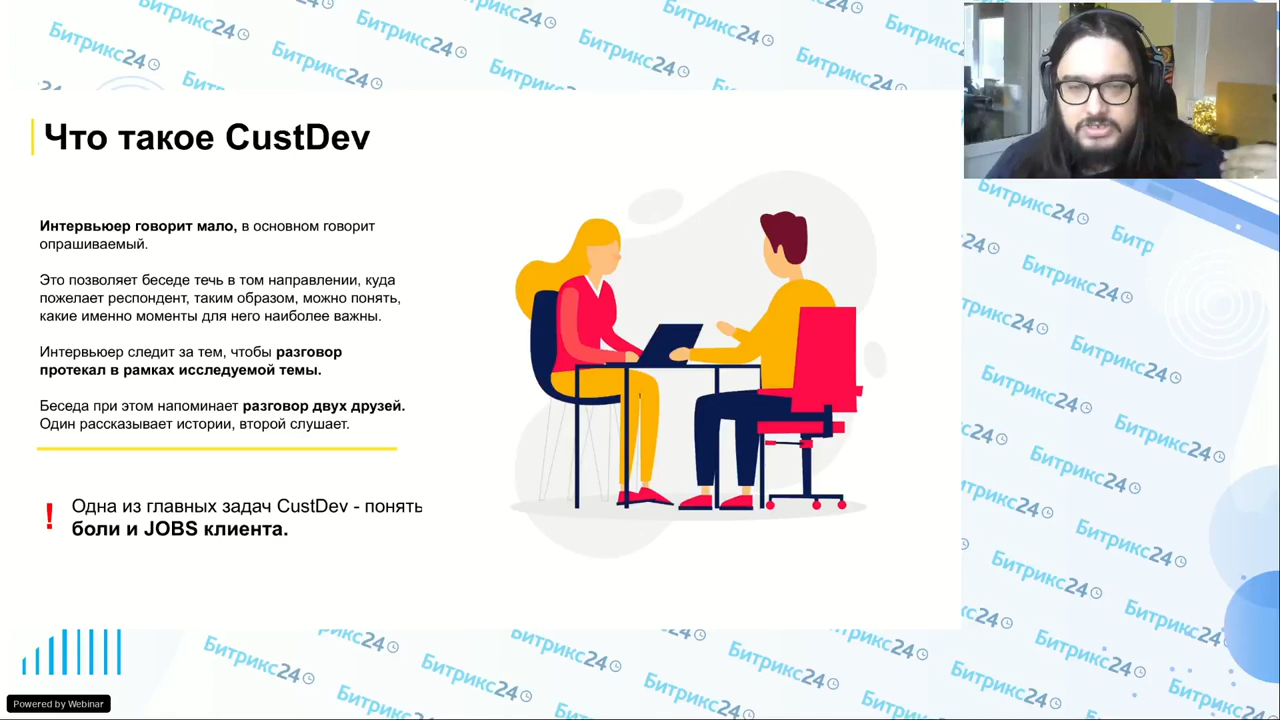 Что такое CustDev
Интервьюер говорит мало, в основном говорит
опрашиваемый.
Это позволяет беседе течь в том направлении, куда
пожелает респондент, таким образом, можно понять,
какие именно моменты для него наиболее важны.
Интервьюер следит за тем, чтобы разговор
протекал в рамках исследуемой темы.
Беседа при этом напоминает разговор двух друзей.
Один рассказывает истории, второй слушает.
! Одна из главных задач CustDev - понять
боли и JOBS клиента.
Битрикс24
Powered by Webinar